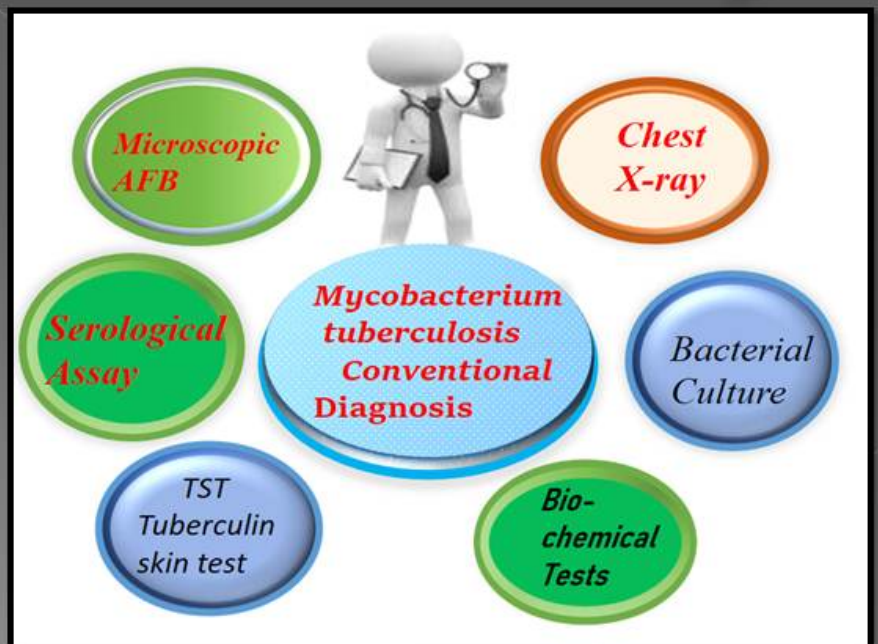 Microscopic
AFB
Chest
X-ray
Serological
Assay
Mycobacterium
tuberculosis
Conventional
Diagnosis
Bacterial
Culture
TST
Tuberculin
skin test
Bio-
chemical
Tests